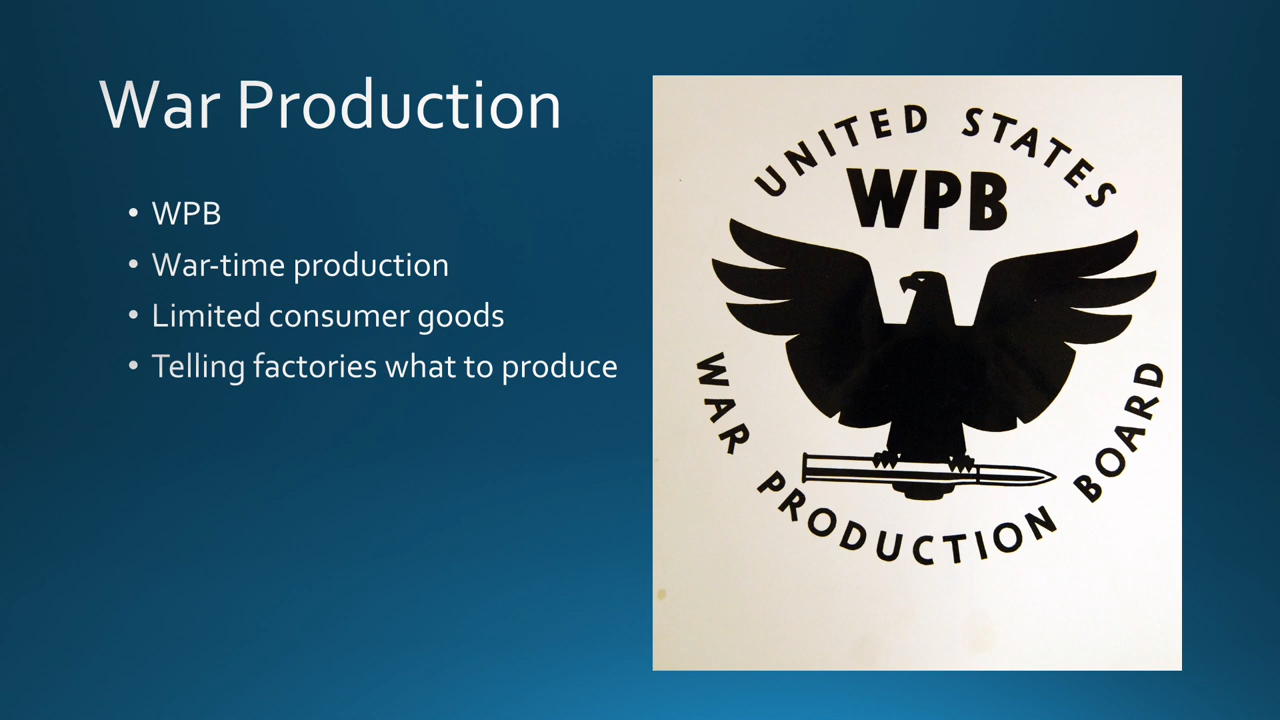 War Production
• WPB
• War-time production
• Limited consumer goods
• Telling factories what to produce
UNITED STATES
WPB
WAR PRODUCTION BOARD